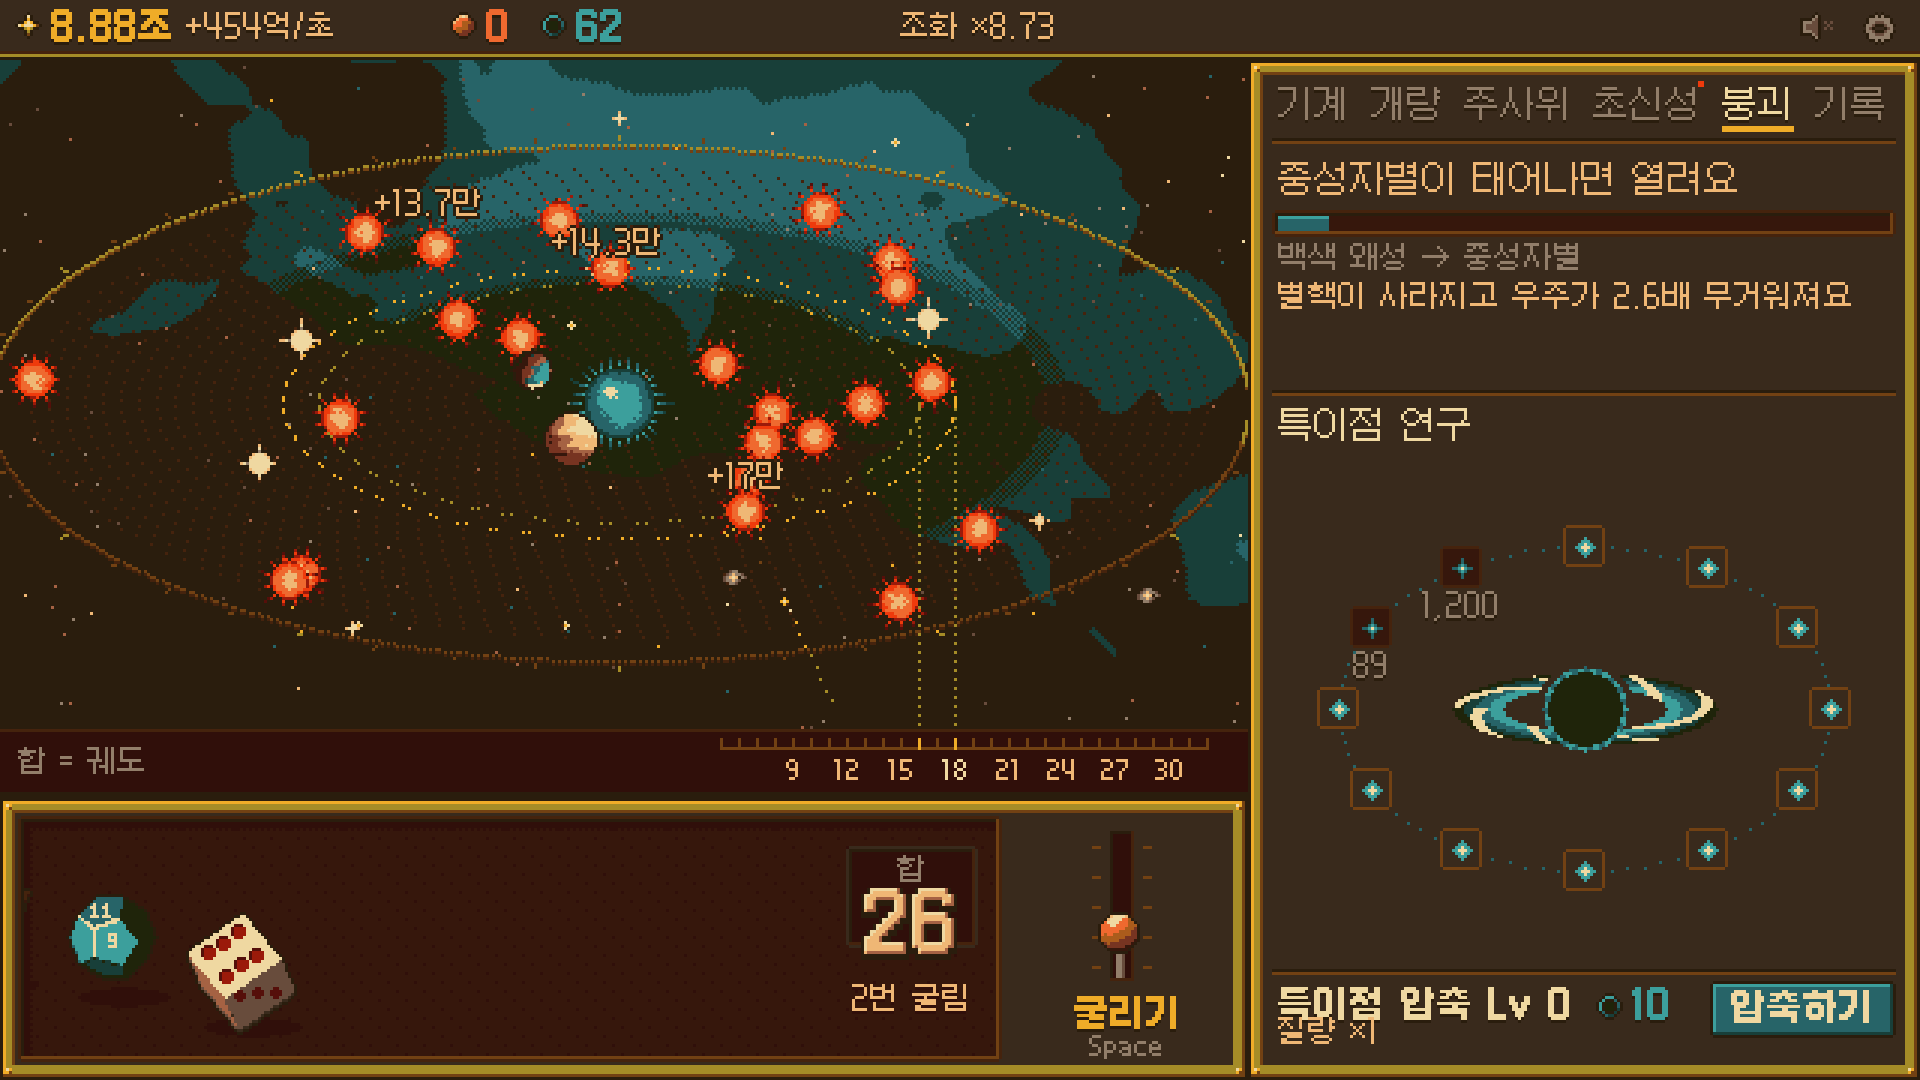 8.88조 +454억/초 0 62 조화 ×8.73
기계 개량 주사위 초신성 붕괴 기록
중성자별이 태어나면 열려요
백색 왜성 → 중성자별
별핵이 사라지고 우주가 2.6배 무거워져요
특이점 연구
1,200
89
+13.7만
+14.3만
+17만
합 = 궤도
9 12 15 18 21 24 27 30
11
9
합
26
2번 굴림
굴리기
Space
특이점 압축 Lv 0 10 압축하기
질량 ×1